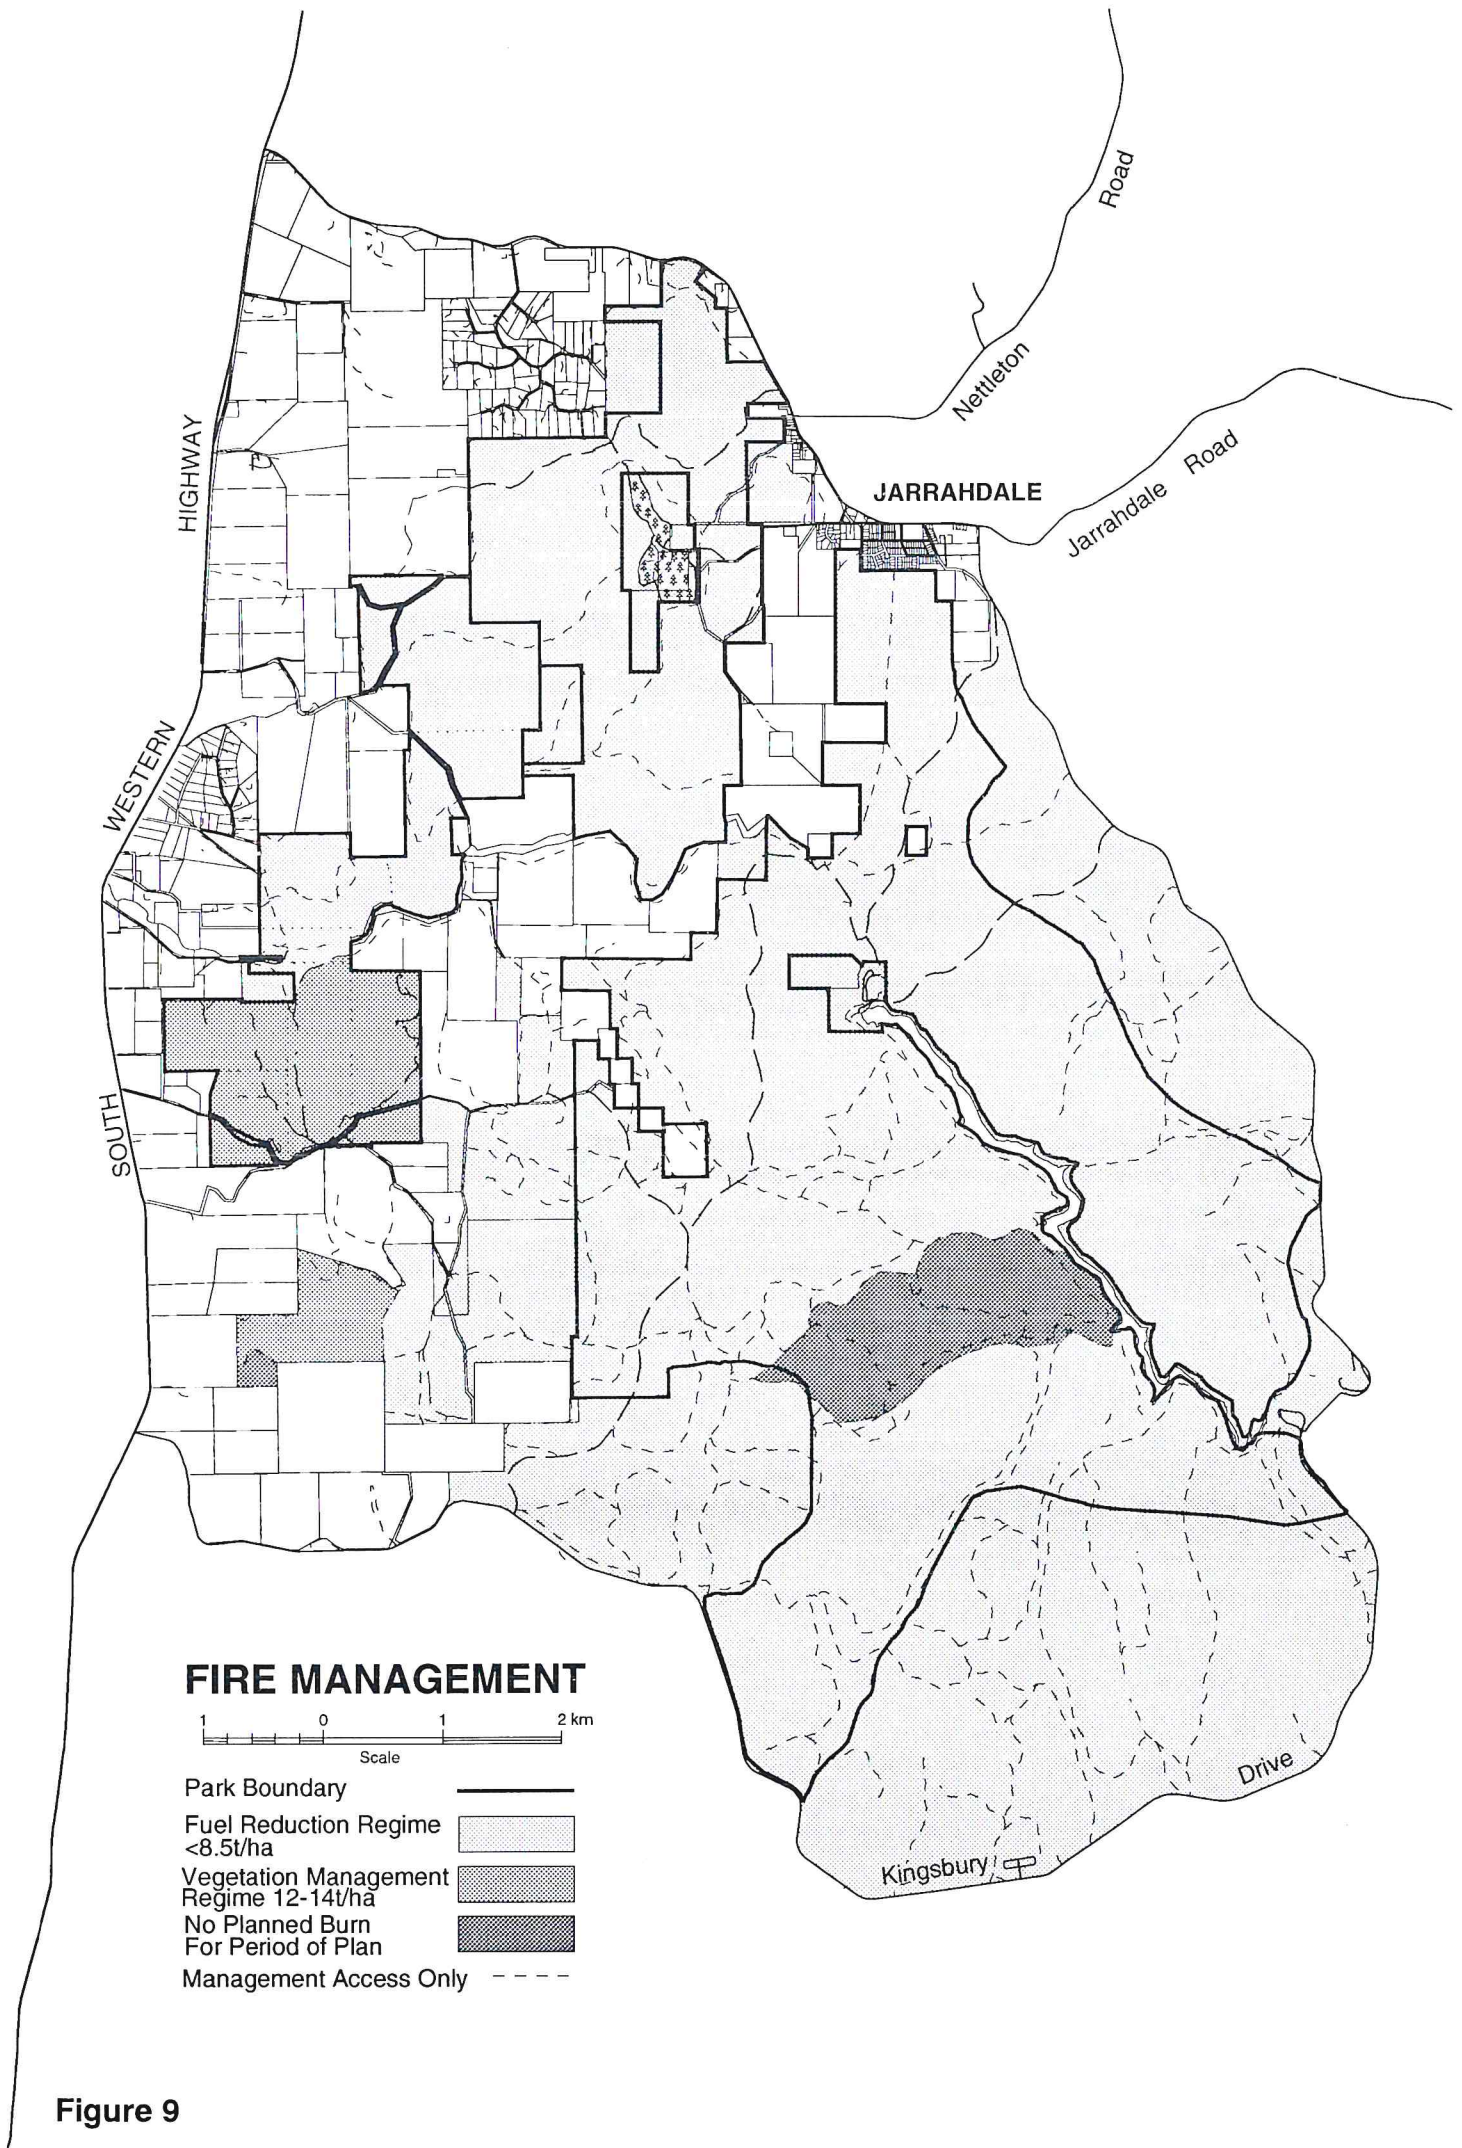 Road
Nettleton
HIGHWAY
JARRAHDALE
Jarrahdale Road
WESTERN
SOUTH
FIRE MANAGEMENT
1 0 1 2 km
Scale
Park Boundary
Fuel Reduction Regime
<8.5t/ha
Vegetation Management
Regime 12-14t/ha
No Planned Burn
For Period of Plan
Management Access Only
Drive
Kingsbury
Figure 9